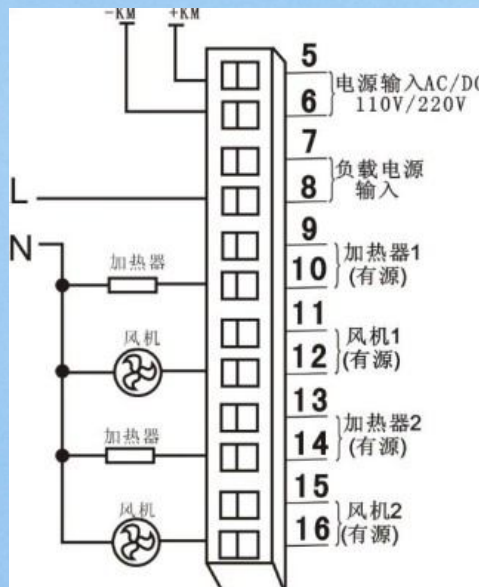 -KM
+KM
5
电源输入AC/DC
6
110V/220V
7
负载电源
L
8
输入
N
9
加热器
加热器1
10
(有源)
11
风机
风机1
12
(有源)
13
加热器
加热器2
14
(有源)
15
风机
风机2
16
(有源)